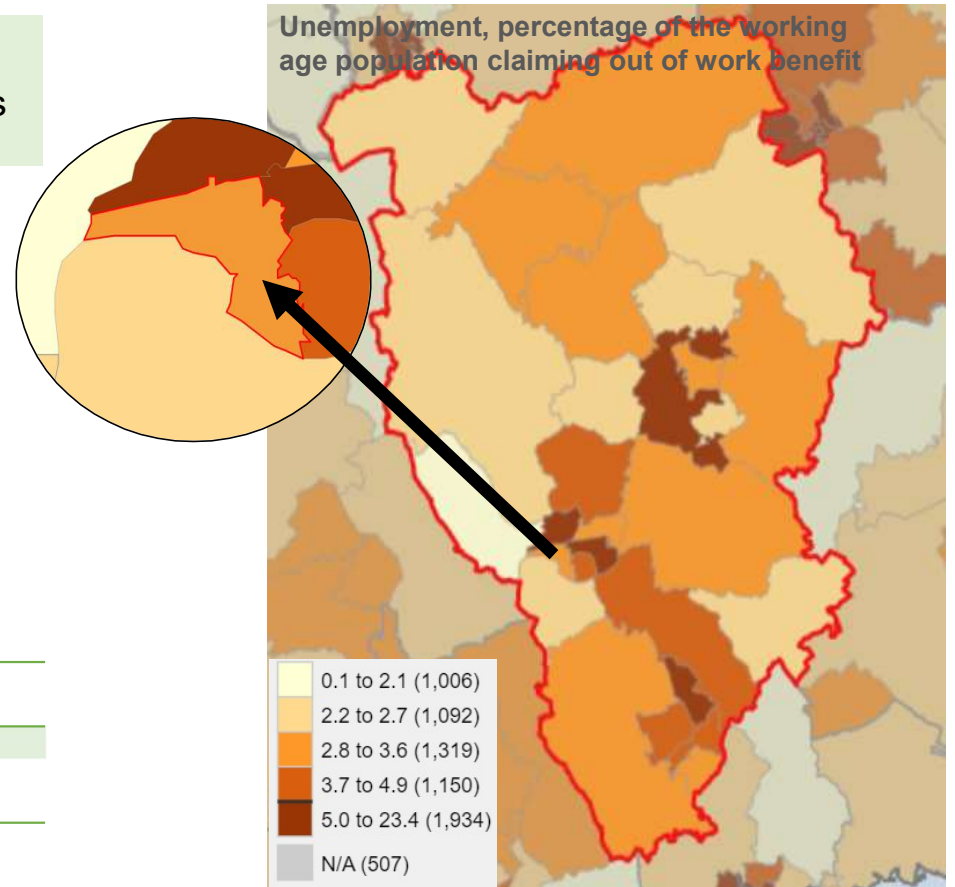 Unemployment, percentage of the working
age population claiming out of work benefit
s
0.1 to 2.1 (1,006)
2.2 to 2.7 (1,092)
2.8 to 3.6 (1,319)
3.7 to 4.9 (1,150)
5.0 to 23.4 (1,934)
N/A (507)